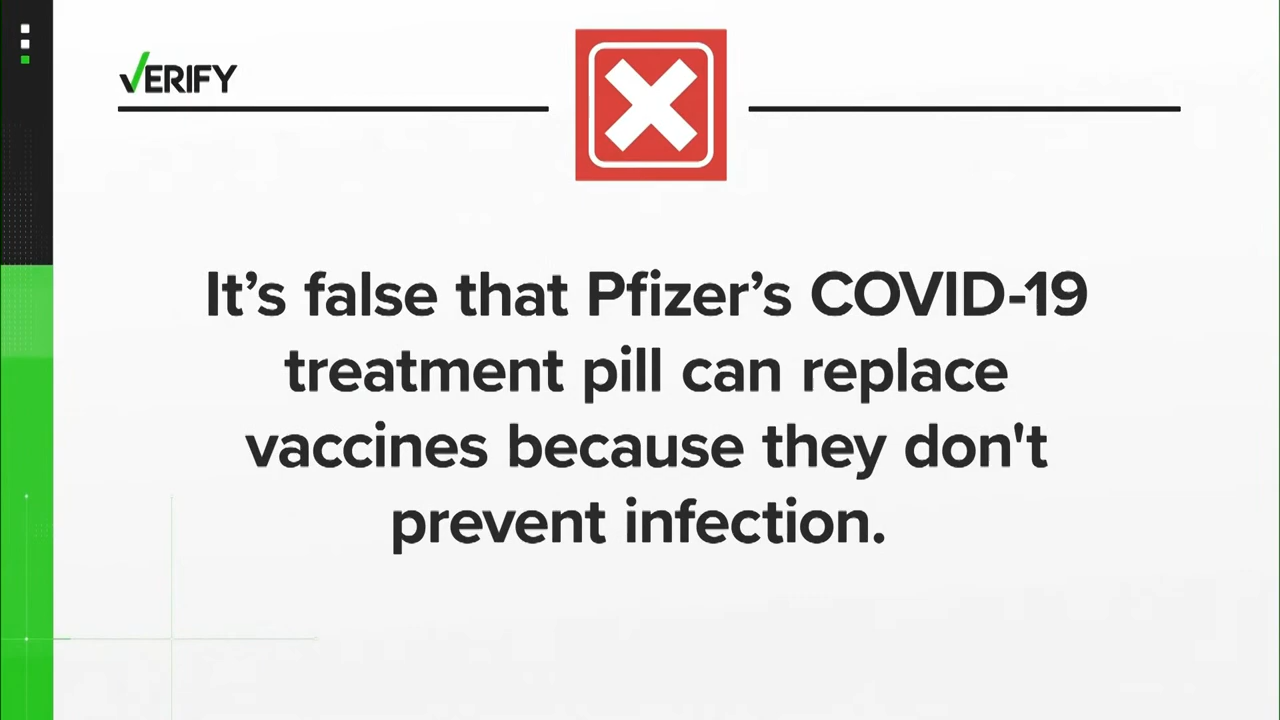 VERIFY
It’s false that Pfizer’s COVID-19
treatment pill can replace
vaccines because they don't
prevent infection.